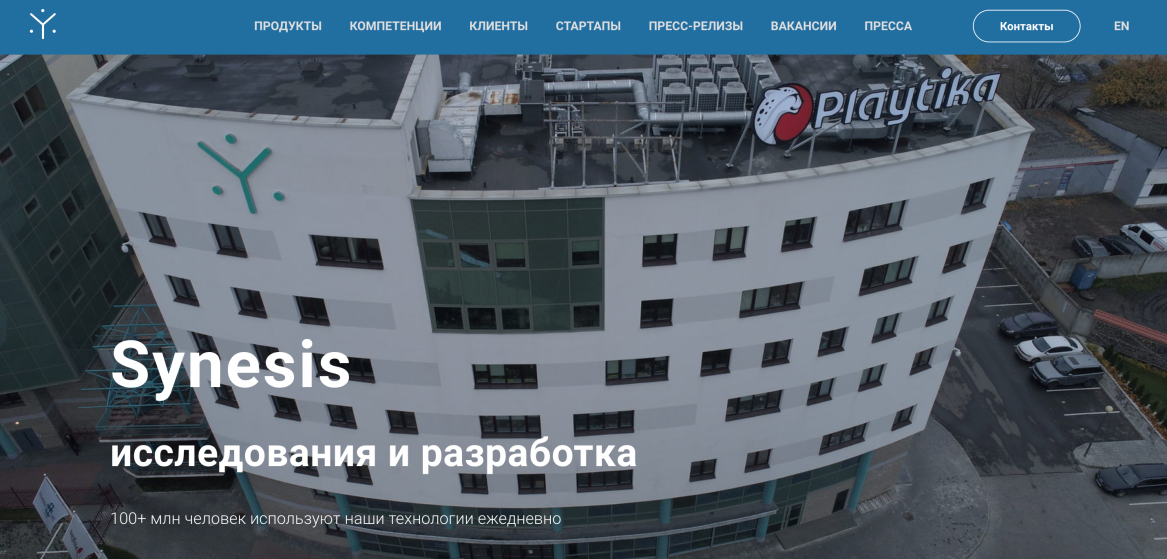 ПРОДУКТЫ КОМПЕТЕНЦИИ КЛИЕНТЫ СТАРТАПЫ ПРЕСС-РЕЛИЗЫ ВАКАНСИИ ПРЕССА Контакты EN
Playtika
Synesis
исследования и разработка
100+ млн человек используют наши технологии ежедневно